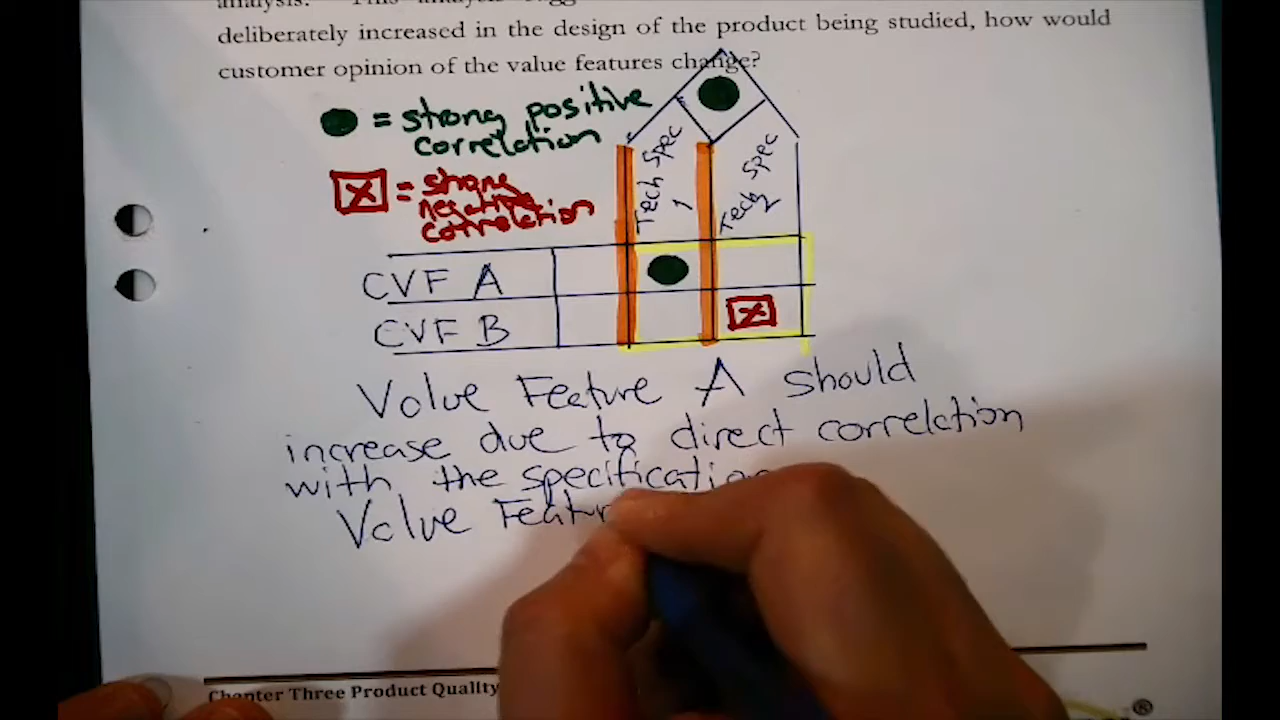 deliberately increased in the design of the product being studied, how would
customer opinion of the value features change?
= strong positive
correlation
X = strong
negative
correlation
Tech Spec
1
Tech Spec
2
CVF A
CVF B
X
Value Feature A should
increase due to direct correlation
with the
Value
Chapter Three Product Quality
®